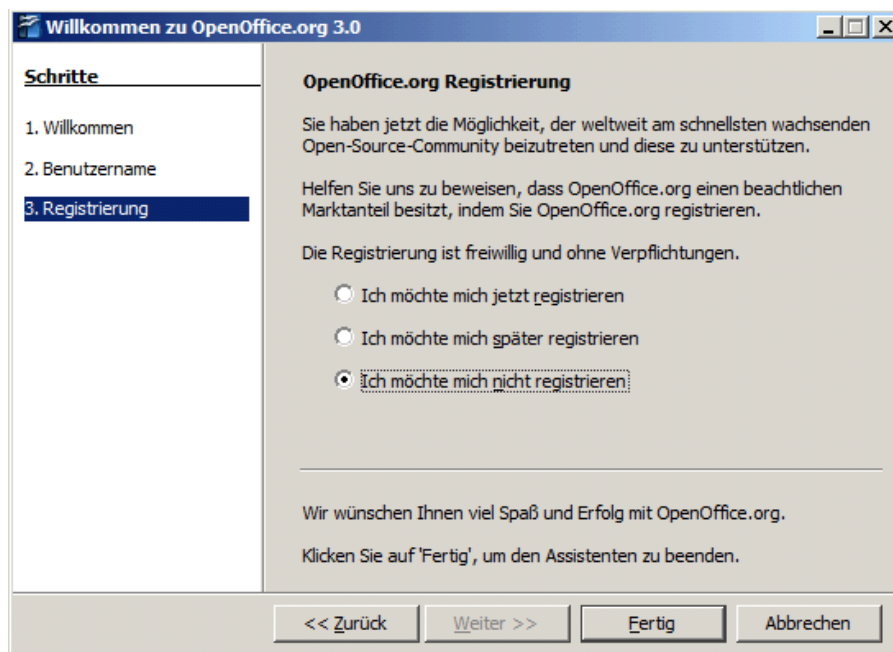 Willkommen zu OpenOffice.org 3.0
Schritte
1. Willkommen
2. Benutzername
3. Registrierung
OpenOffice.org Registrierung
Sie haben jetzt die Möglichkeit, der weltweit am schnellsten wachsenden
Open-Source-Community beizutreten und diese zu unterstützen.
Helfen Sie uns zu beweisen, dass OpenOffice.org einen beachtlichen
Marktanteil besitzt, indem Sie OpenOffice.org registrieren.
Die Registrierung ist freiwillig und ohne Verpflichtungen.
Ich möchte mich jetzt registrieren
Ich möchte mich später registrieren
Ich möchte mich nicht registrieren
Wir wünschen Ihnen viel Spaß und Erfolg mit OpenOffice.org.
Klicken Sie auf 'Fertig', um den Assistenten zu beenden.
<< Zurück
Weiter >>
Fertig
Abbrechen